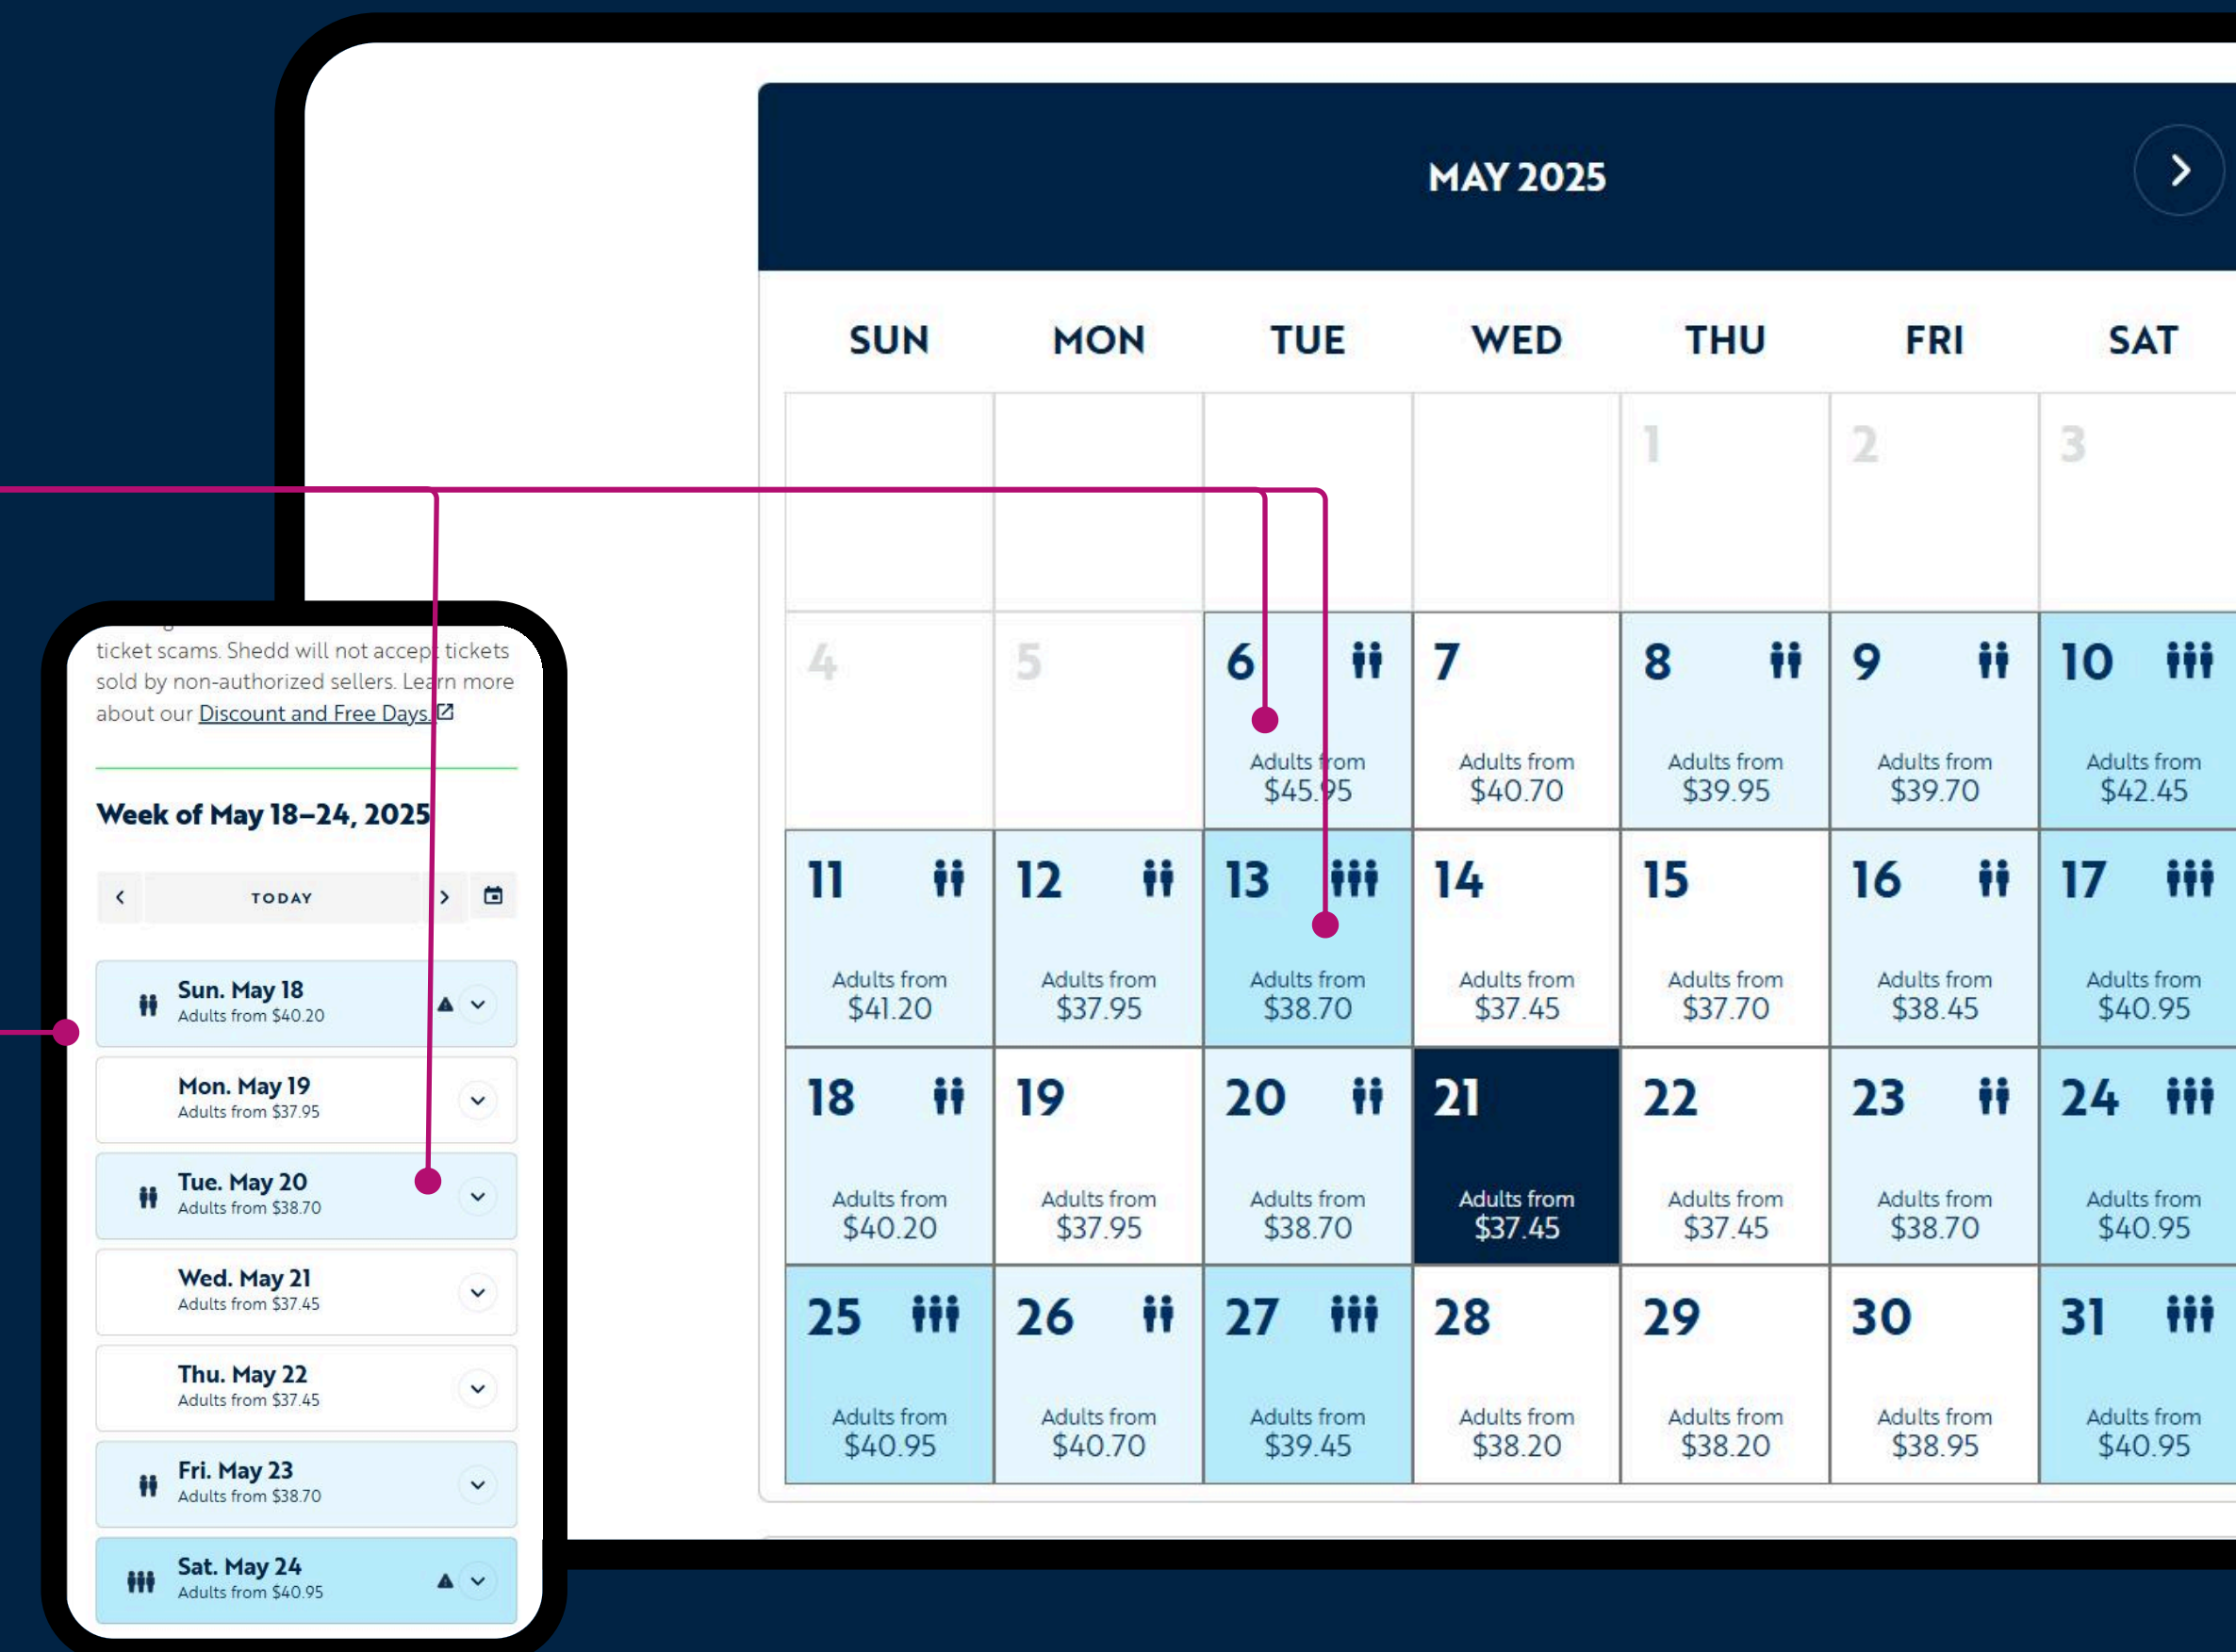 MAY 2025
SUN MON TUE WED THU FRI SAT
1 2 3
4 5 6 7 8 9 10
Adults from Adults from Adults from Adults from Adults from
$45.95 $40.70 $39.95 $39.70 $42.45
11 12 13 14 15 16 17
Adults from Adults from Adults from Adults from Adults from Adults from Adults from
$41.20 $37.95 $38.70 $37.45 $37.70 $38.45 $40.95
18 19 20 21 22 23 24
Adults from Adults from Adults from Adults from Adults from Adults from Adults from
$40.20 $37.95 $38.70 $37.45 $37.45 $38.70 $40.95
25 26 27 28 29 30 31
Adults from Adults from Adults from Adults from Adults from Adults from Adults from
$40.95 $40.70 $39.45 $38.20 $38.20 $38.95 $40.95
ticket scams. Shedd will not accept tickets
sold by non-authorized sellers. Learn more
about our Discount and Free Days.
Week of May 18–24, 2025
TODAY
Sun. May 18
Adults from $40.20
Mon. May 19
Adults from $37.95
Tue. May 20
Adults from $38.70
Wed. May 21
Adults from $37.45
Thu. May 22
Adults from $37.45
Fri. May 23
Adults from $38.70
Sat. May 24
Adults from $40.95